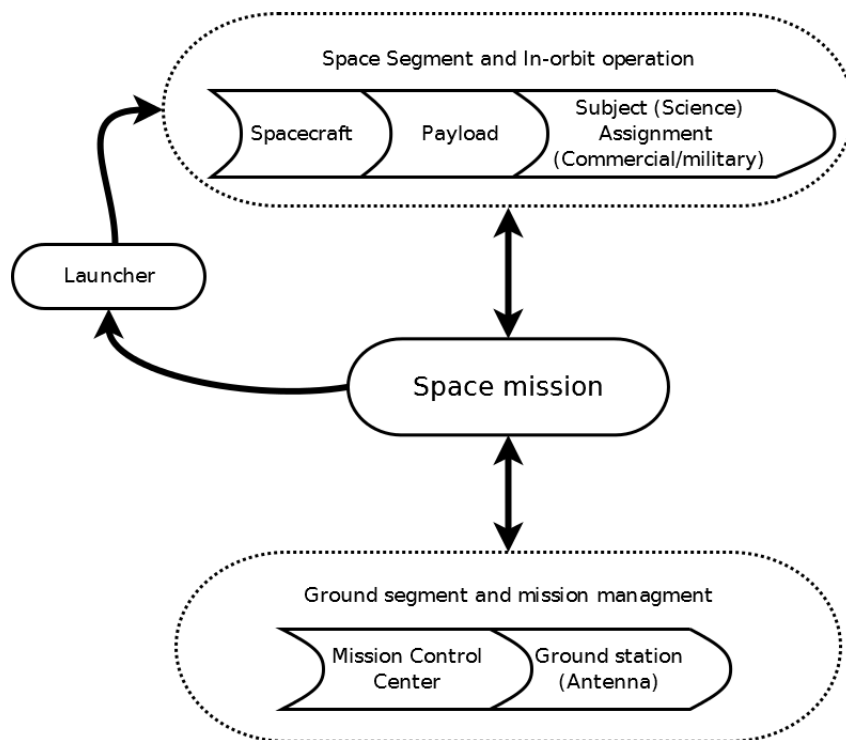 Space Segment and In-orbit operation
Spacecraft
Payload
Subject (Science)
Assignment
(Commercial/military)
Launcher
Space mission
Ground segment and mission managment
Mission Control
Center
Ground station
(Antenna)